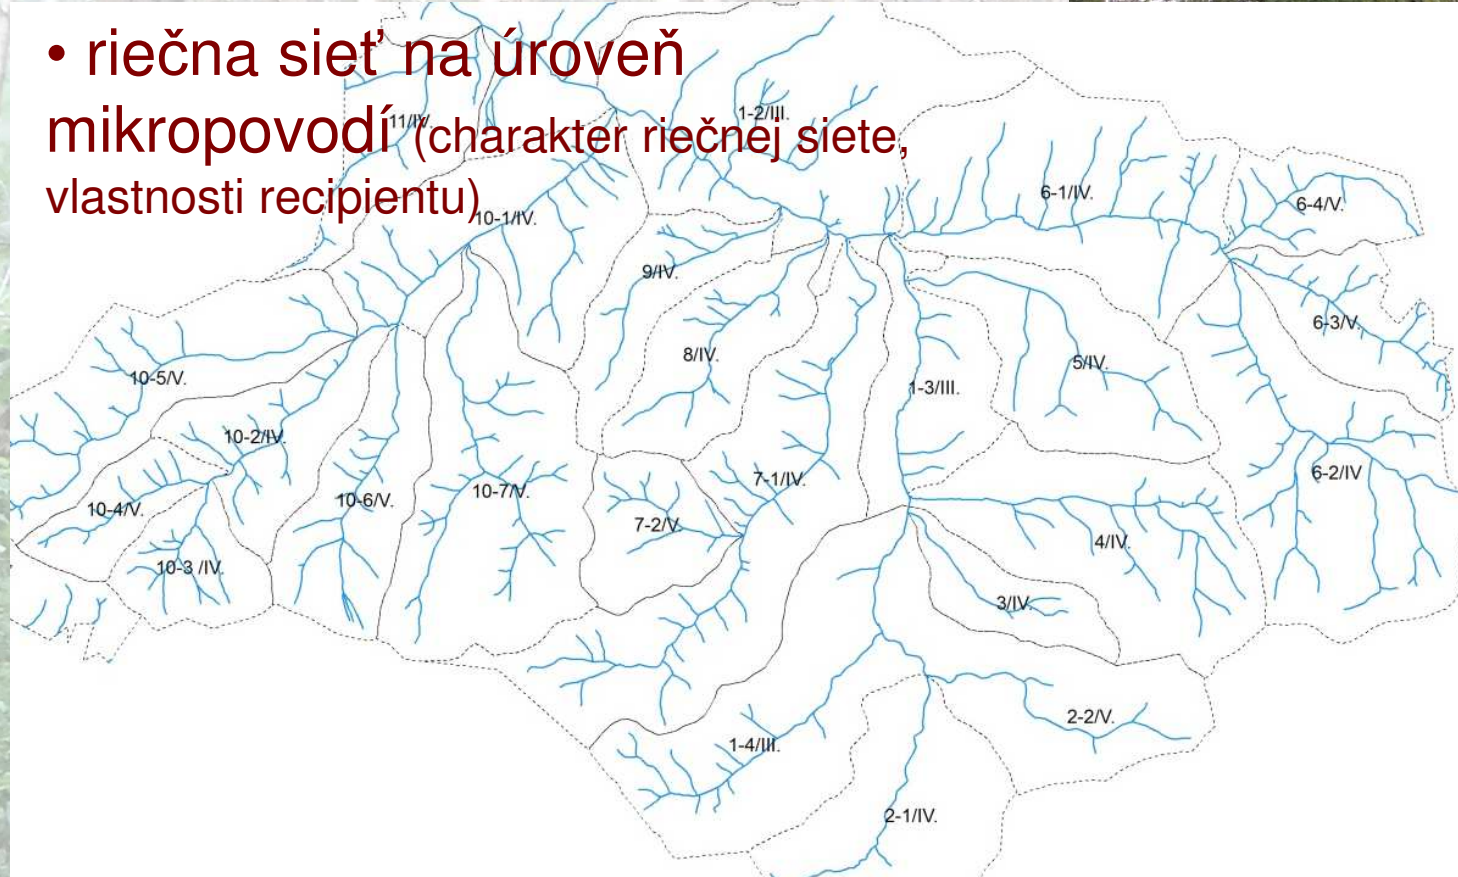 • riečna sieť na úroveň
mikropovodí (charakter riečnej siete,
vlastnosti recipientu)
11/IV.
1-2/III.
10-1/IV.
6-1/IV.
6-4/V.
9/IV.
6-3/V.
8/IV.
5/IV.
10-5/V.
1-3/III.
10-2/IV.
6-2/IV
7-1/IV.
10-6/V.
10-7/V.
10-4/V.
7-2/V.
4/IV.
10-3 /IV.
3/IV.
2-2/V.
1-4/III.
2-1/IV.